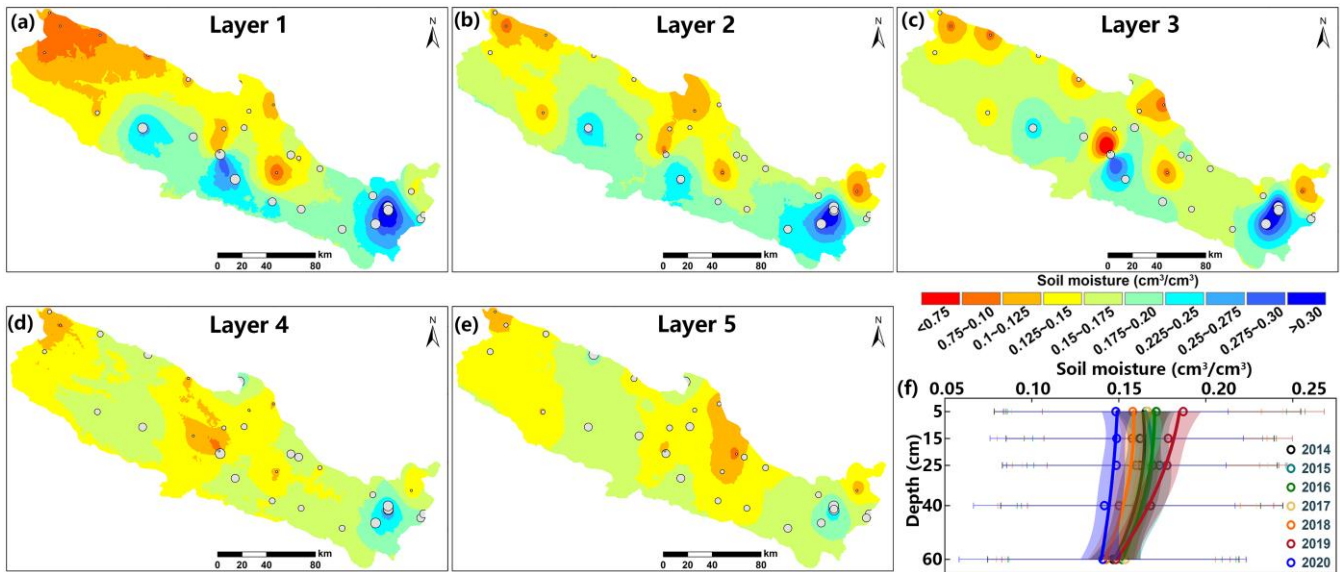 (a) Layer 1 N
km
0 20 40 80
(b) Layer 2 N
km
0 20 40 80
(c) Layer 3 N
km
0 20 40 80
Soil moisture (cm³/cm³)
<0.75 0.75~0.10 0.1~0.125 0.125~0.15 0.15~0.175 0.175~0.20 0.225~0.25 0.25~0.275 0.275~0.30 >0.30
(d) Layer 4 N
km
0 20 40 80
(e) Layer 5 N
km
0 20 40 80
(f) Soil moisture (cm³/cm³)
0.05 0.10 0.15 0.20 0.25
Depth (cm)
5
15
25
40
60
2014
2015
2016
2017
2018
2019
2020